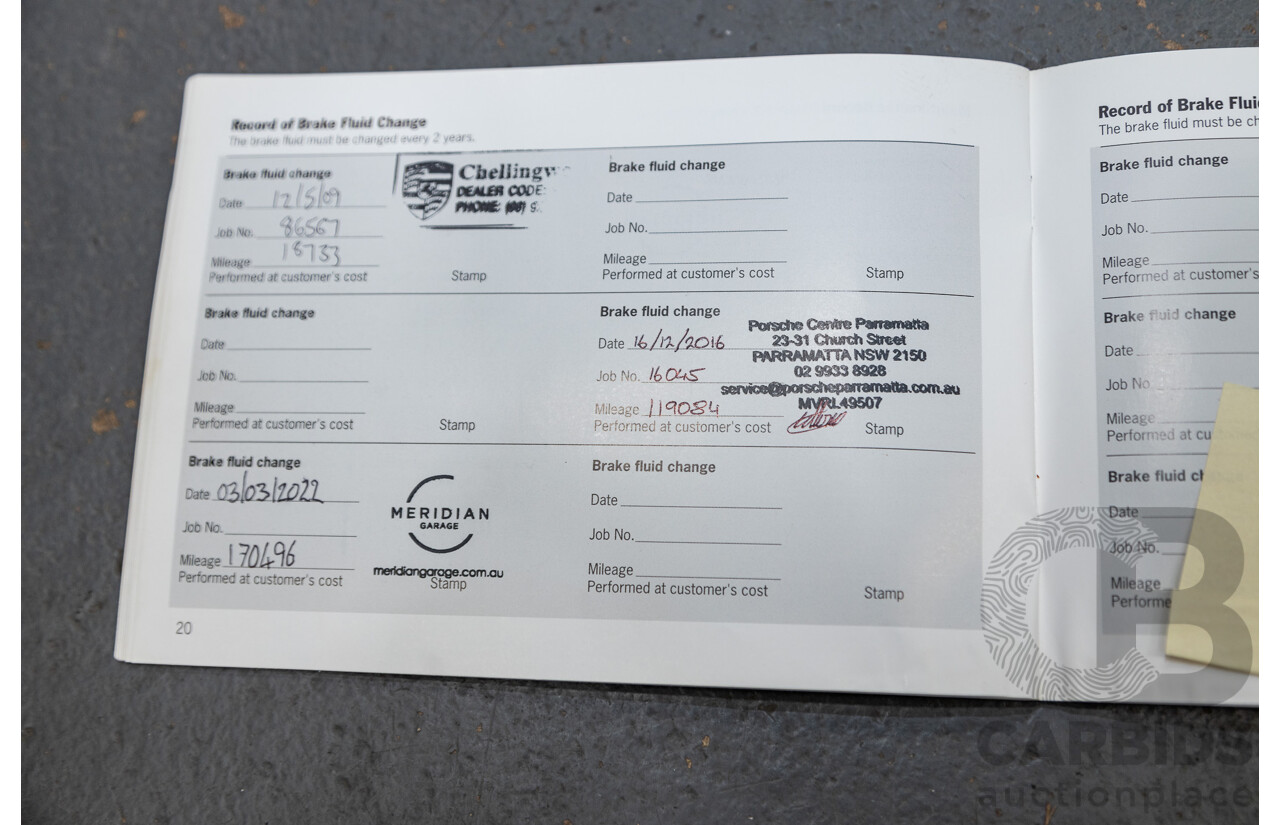 Record of Brake Fluid Change
The brake fluid must be changed every 2 years.
Brake fluid change
Date 12/5/09
Job No. 86567
Mileage 18733
Performed at customer's cost
Chellingw
DEALER CODE:
PHONE:
Stamp
Brake fluid change
Date
Job No.
Mileage
Performed at customer's cost
Stamp
Brake fluid change
Date
Job No.
Mileage
Performed at customer's cost
Stamp
Brake fluid change
Date 16/12/2016
Job No. 16045
Mileage 119084
Performed at customer's cost
Porsche Centre Parramatta
23-31 Church Street
PARRAMATTA NSW 2150
02 9933 8928
service@porscheparramatta.com.au
MVRL49507
Stamp
Brake fluid change
Date 03/03/2022
Job No.
Mileage 170496
Performed at customer's cost
MERIDIAN
GARAGE
meridiangarage.com.au
Stamp
Brake fluid change
Date
Job No.
Mileage
Performed at customer's cost
Stamp
20
Record of Brake Flui
The brake fluid must be ch
Brake fluid change
Date
Job No.
Mileage
Performed at customer's
Brake fluid change
Date
Job No
Mileage
Performed at cu
Brake fluid ch
Date
Job No.
Mileage
Performe
CB
CARBIDS
auctionplace